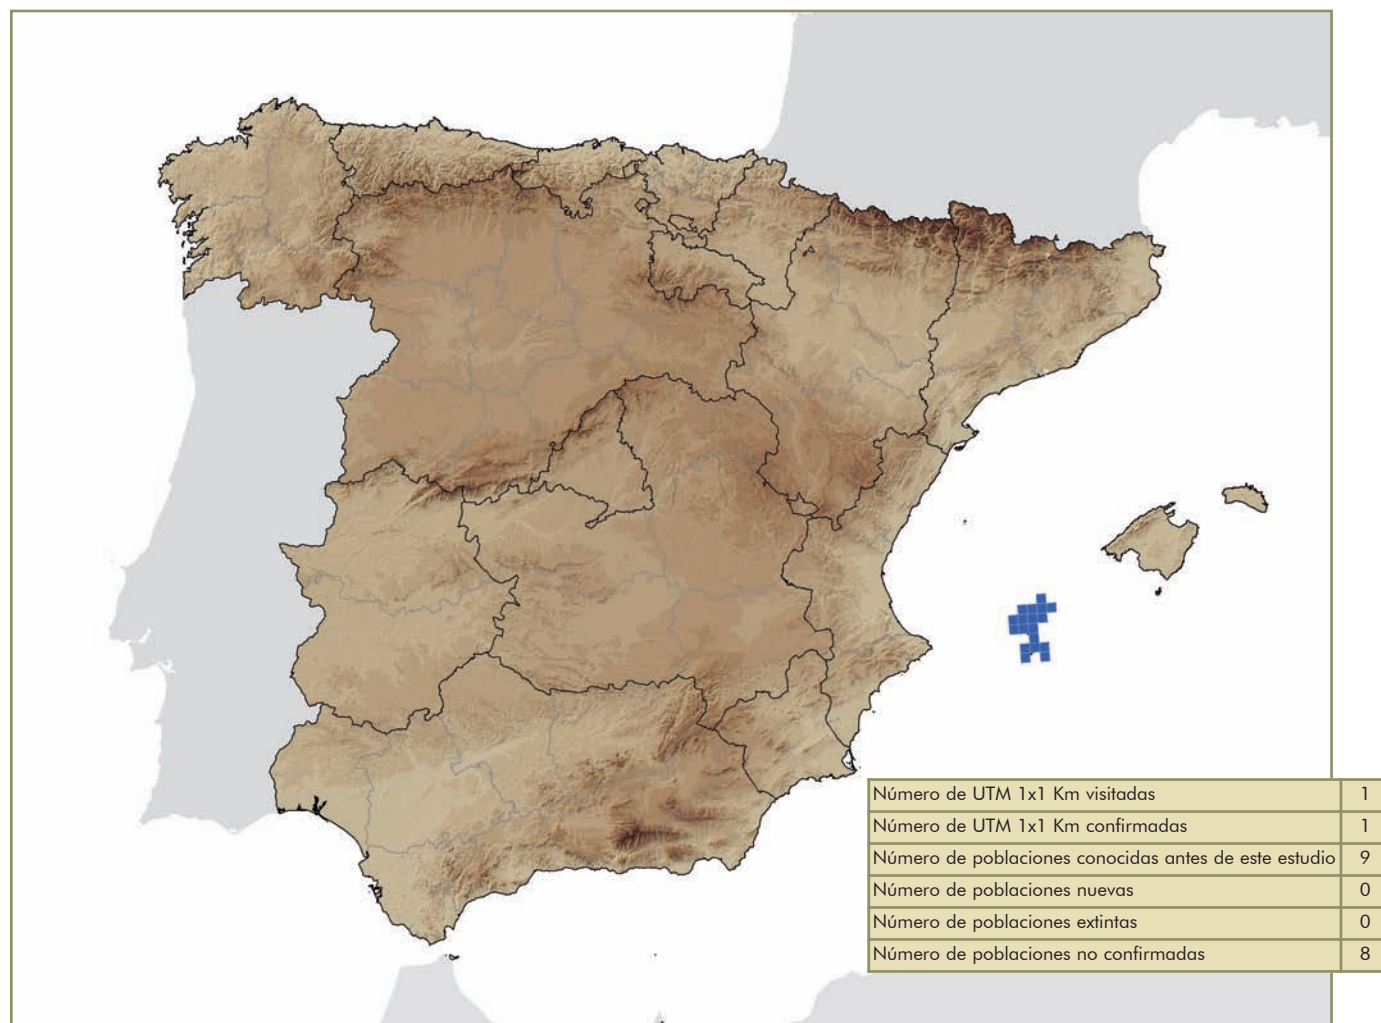 Número de UTM 1x1 Km visitadas 1
Número de UTM 1x1 Km confirmadas 1
Número de poblaciones conocidas antes de este estudio 9
Número de poblaciones nuevas 0
Número de poblaciones extintas 0
Número de poblaciones no confirmadas 8